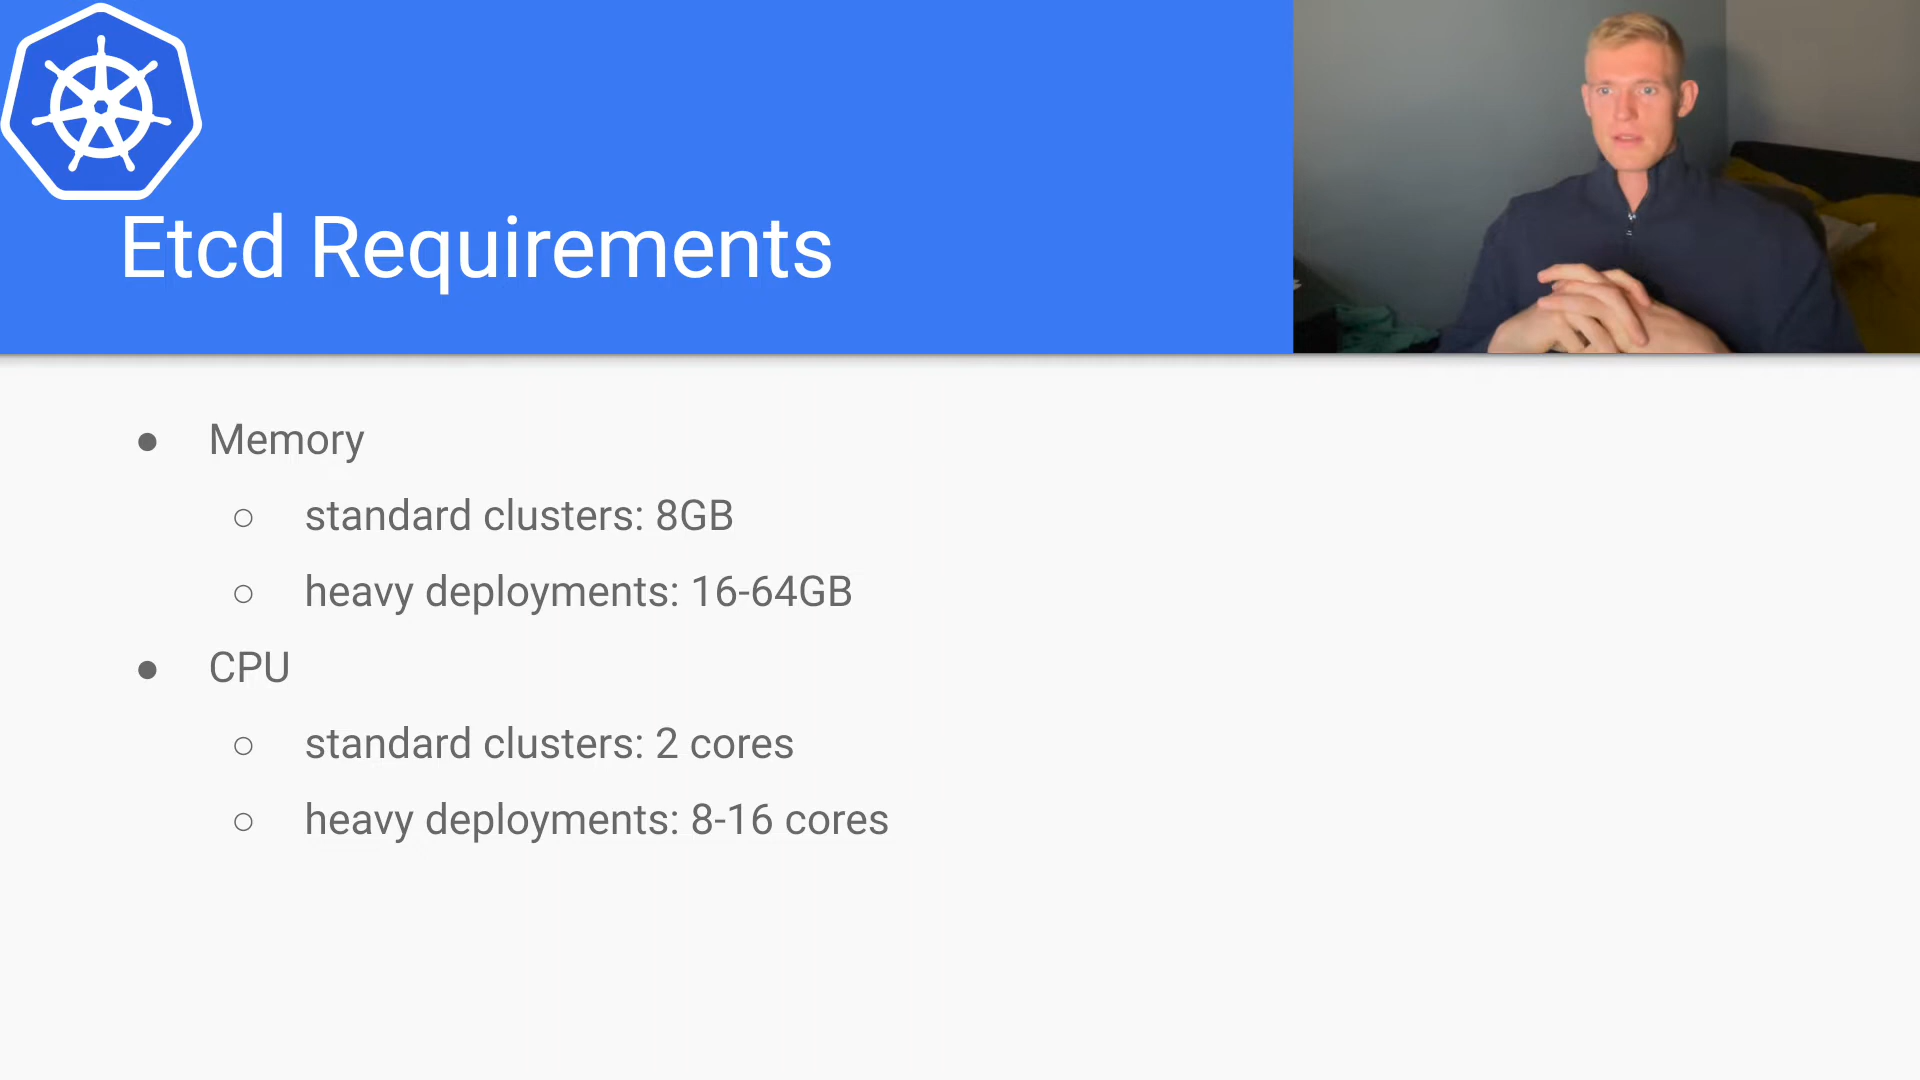 Etcd Requirements
● Memory
○ standard clusters: 8GB
○ heavy deployments: 16-64GB
● CPU
○ standard clusters: 2 cores
○ heavy deployments: 8-16 cores